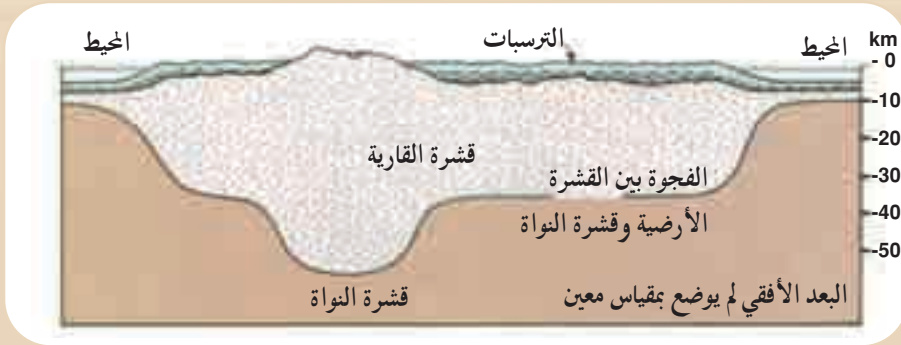 المحيط
الترسبات
المحيط
km
- 0
-10
-20
-30
-40
-50
قشرة القارية
الفجوة بين القشرة
الأرضية وقشرة النواة
قشرة النواة
البعد الأفقي لم يوضع بمقياس معين